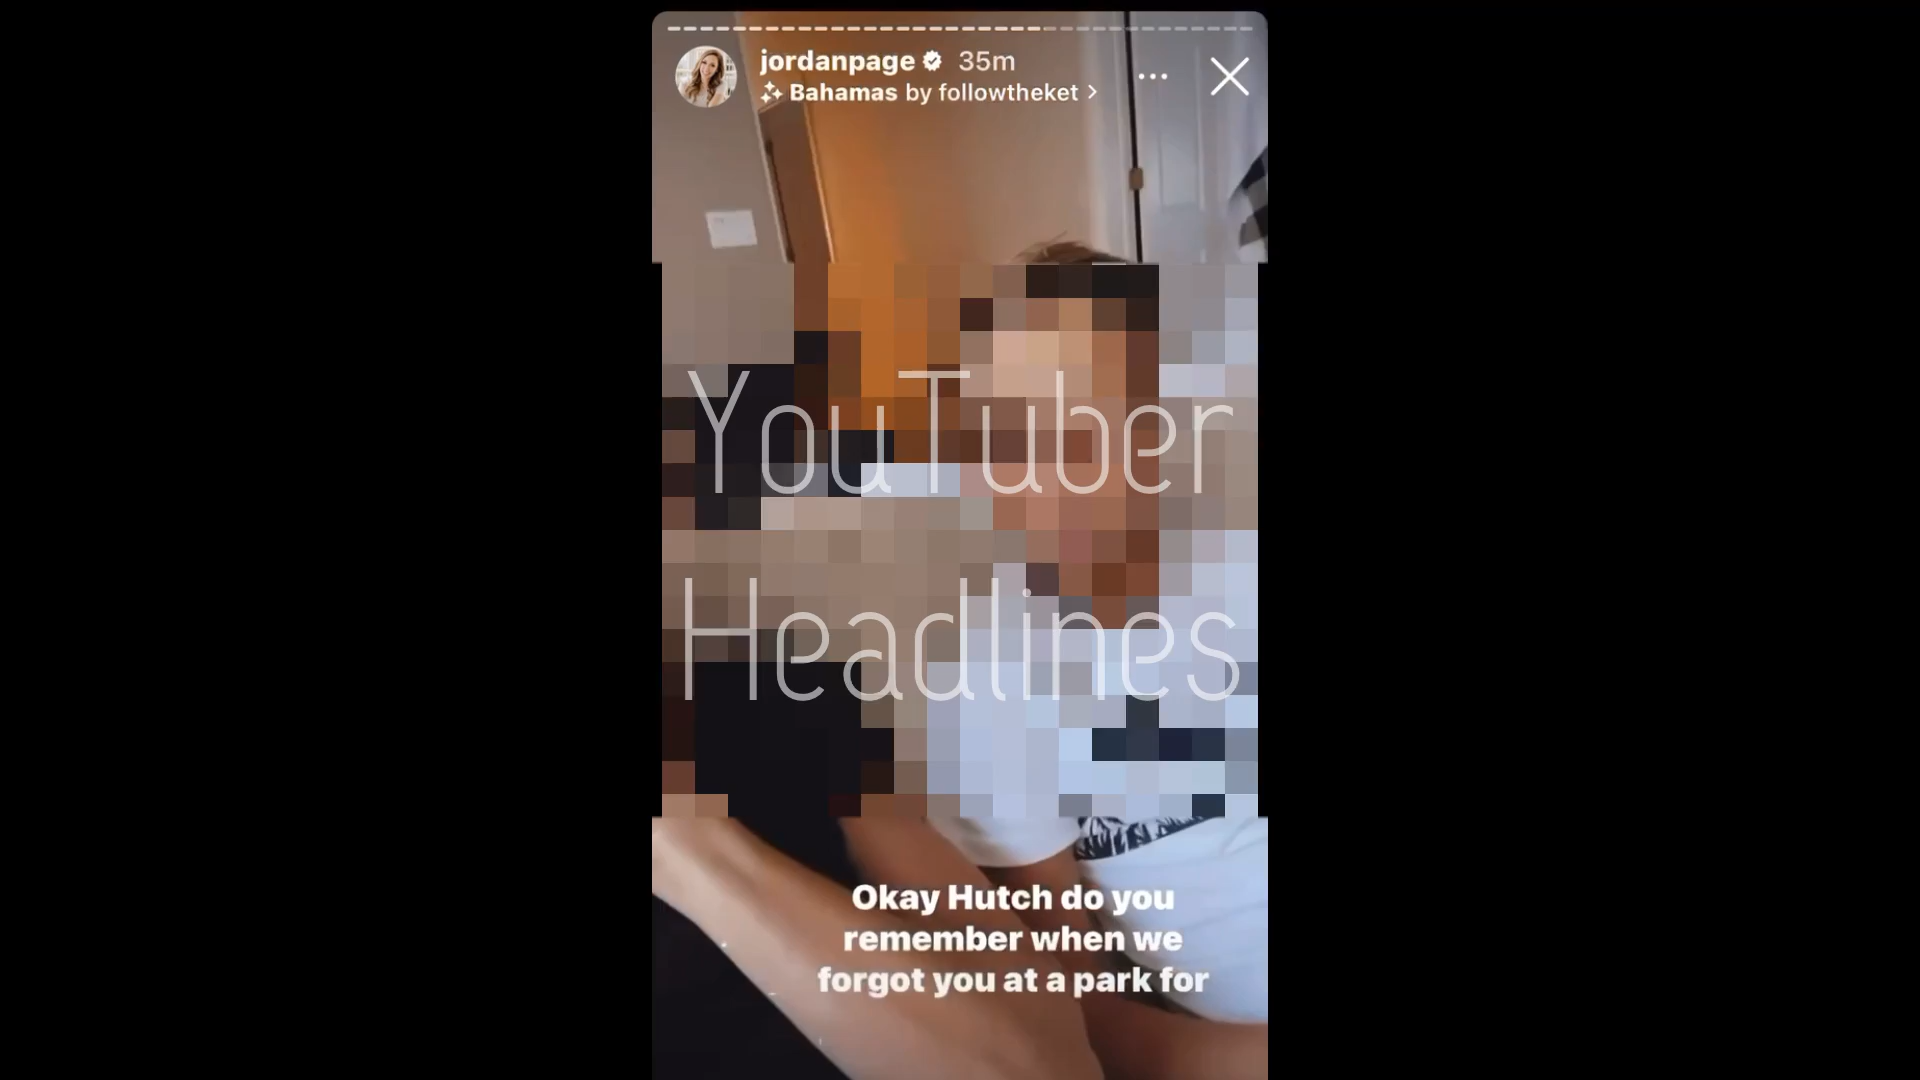 jordanpage 35m
Bahamas by followtheket >
YouTuber
Headlines
Okay Hutch do you
remember when we
forgot you at a park for